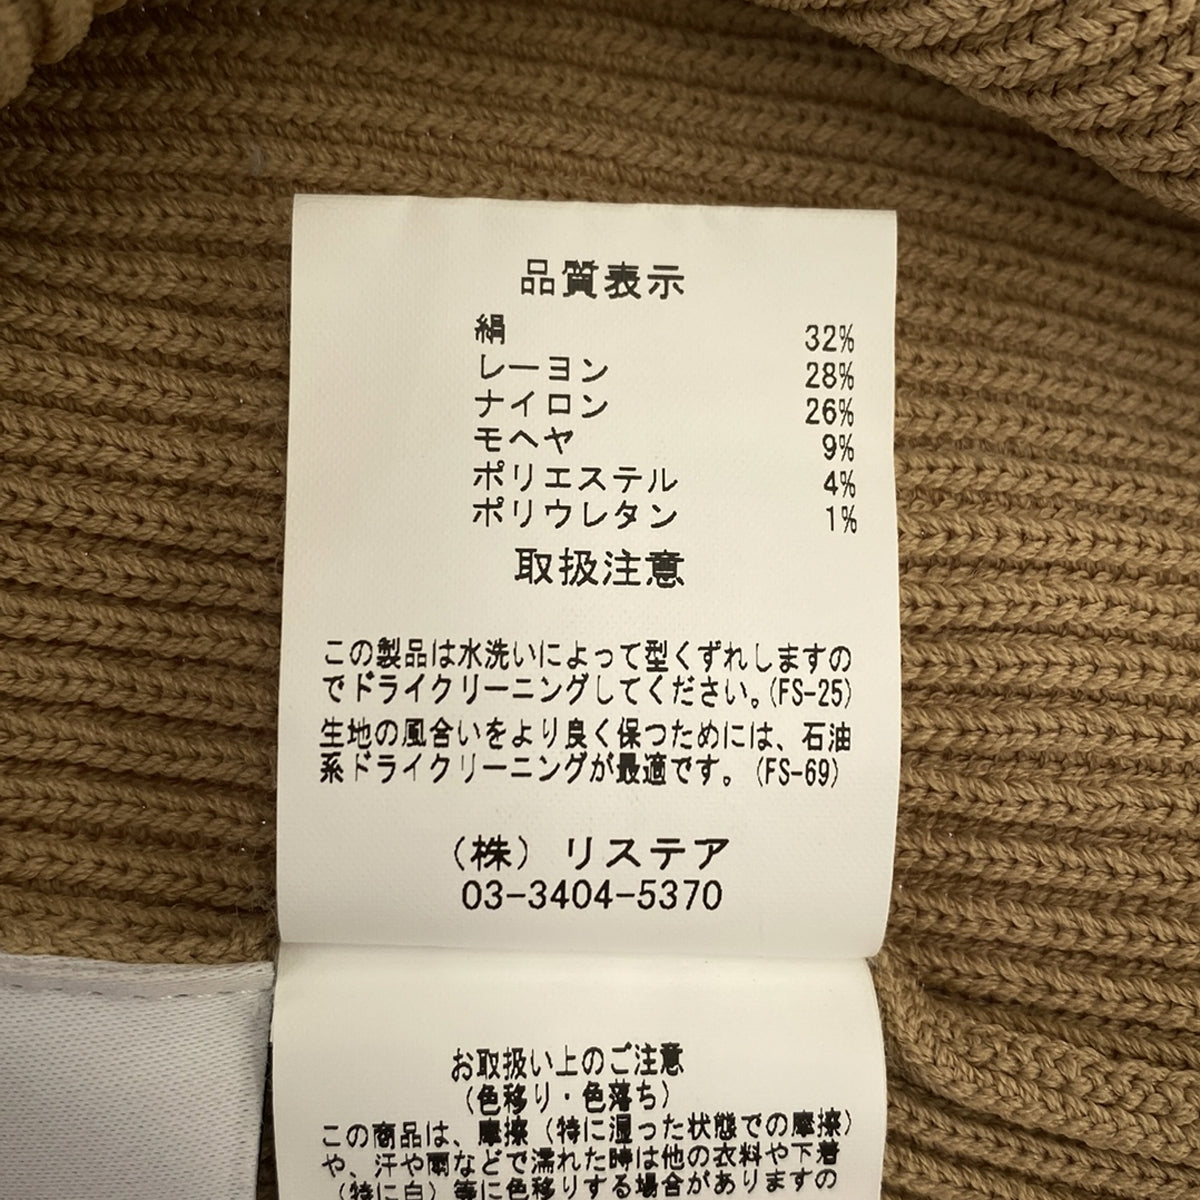 品質表示
絹 32%
レーヨン 28%
ナイロン 26%
モヘヤ 9%
ポリエステル 4%
ポリウレタン 1%
取扱注意
この製品は水洗いによって型くずれしますの
でドライクリーニングしてください。(FS-25)
生地の風合いをより良く保つためには、石油
系ドライクリーニングが最適です。(FS-69)
（株） リステア
03-3404-5370
お取扱い上のご注意
（色移り・色落ち）
この商品は、摩擦（特に湿った状態での摩擦）
や、汗や雨などで濡れた時は他の衣料や下着
（特に白）等に色移りする場合がありますの